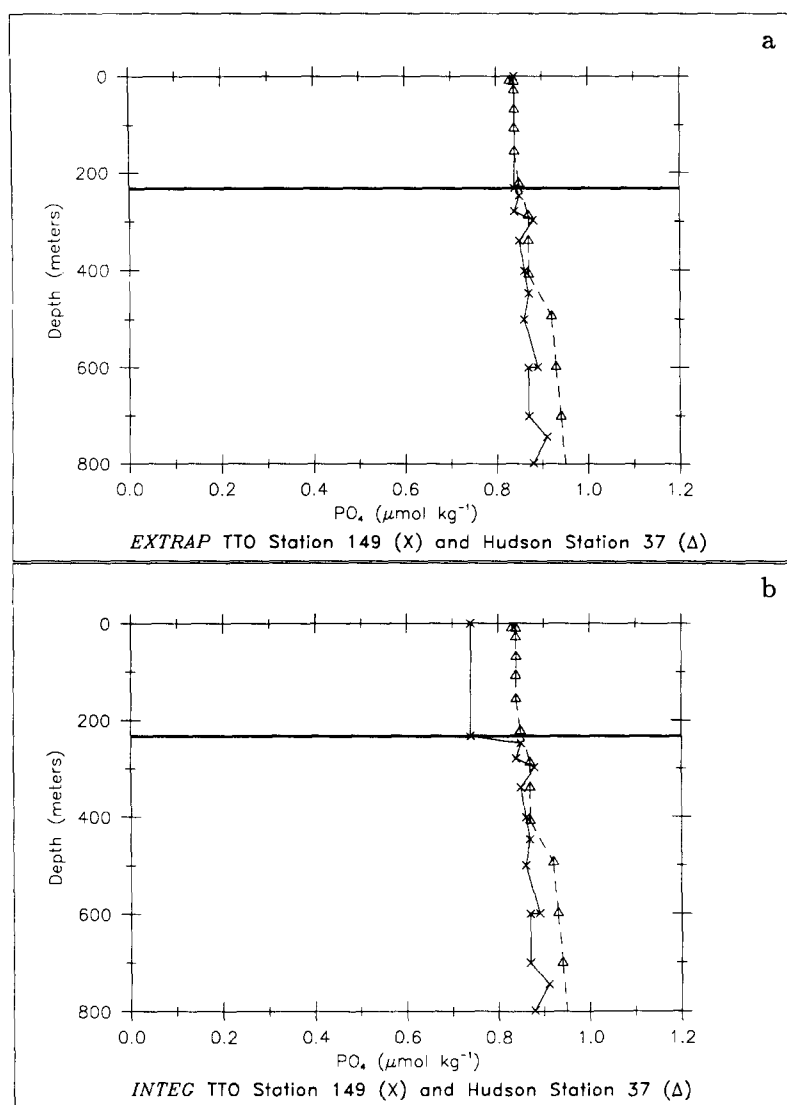 a
0
200
400
600
800
Depth (meters)
0.0 0.2 0.4 0.6 0.8 1.0 1.2
PO₄ (μmol kg⁻¹)
EXTRAP TTO Station 149 (X) and Hudson Station 37 (Δ)
b
0
200
400
600
800
Depth (meters)
0.0 0.2 0.4 0.6 0.8 1.0 1.2
PO₄ (μmol kg⁻¹)
INTEG TTO Station 149 (X) and Hudson Station 37 (Δ)